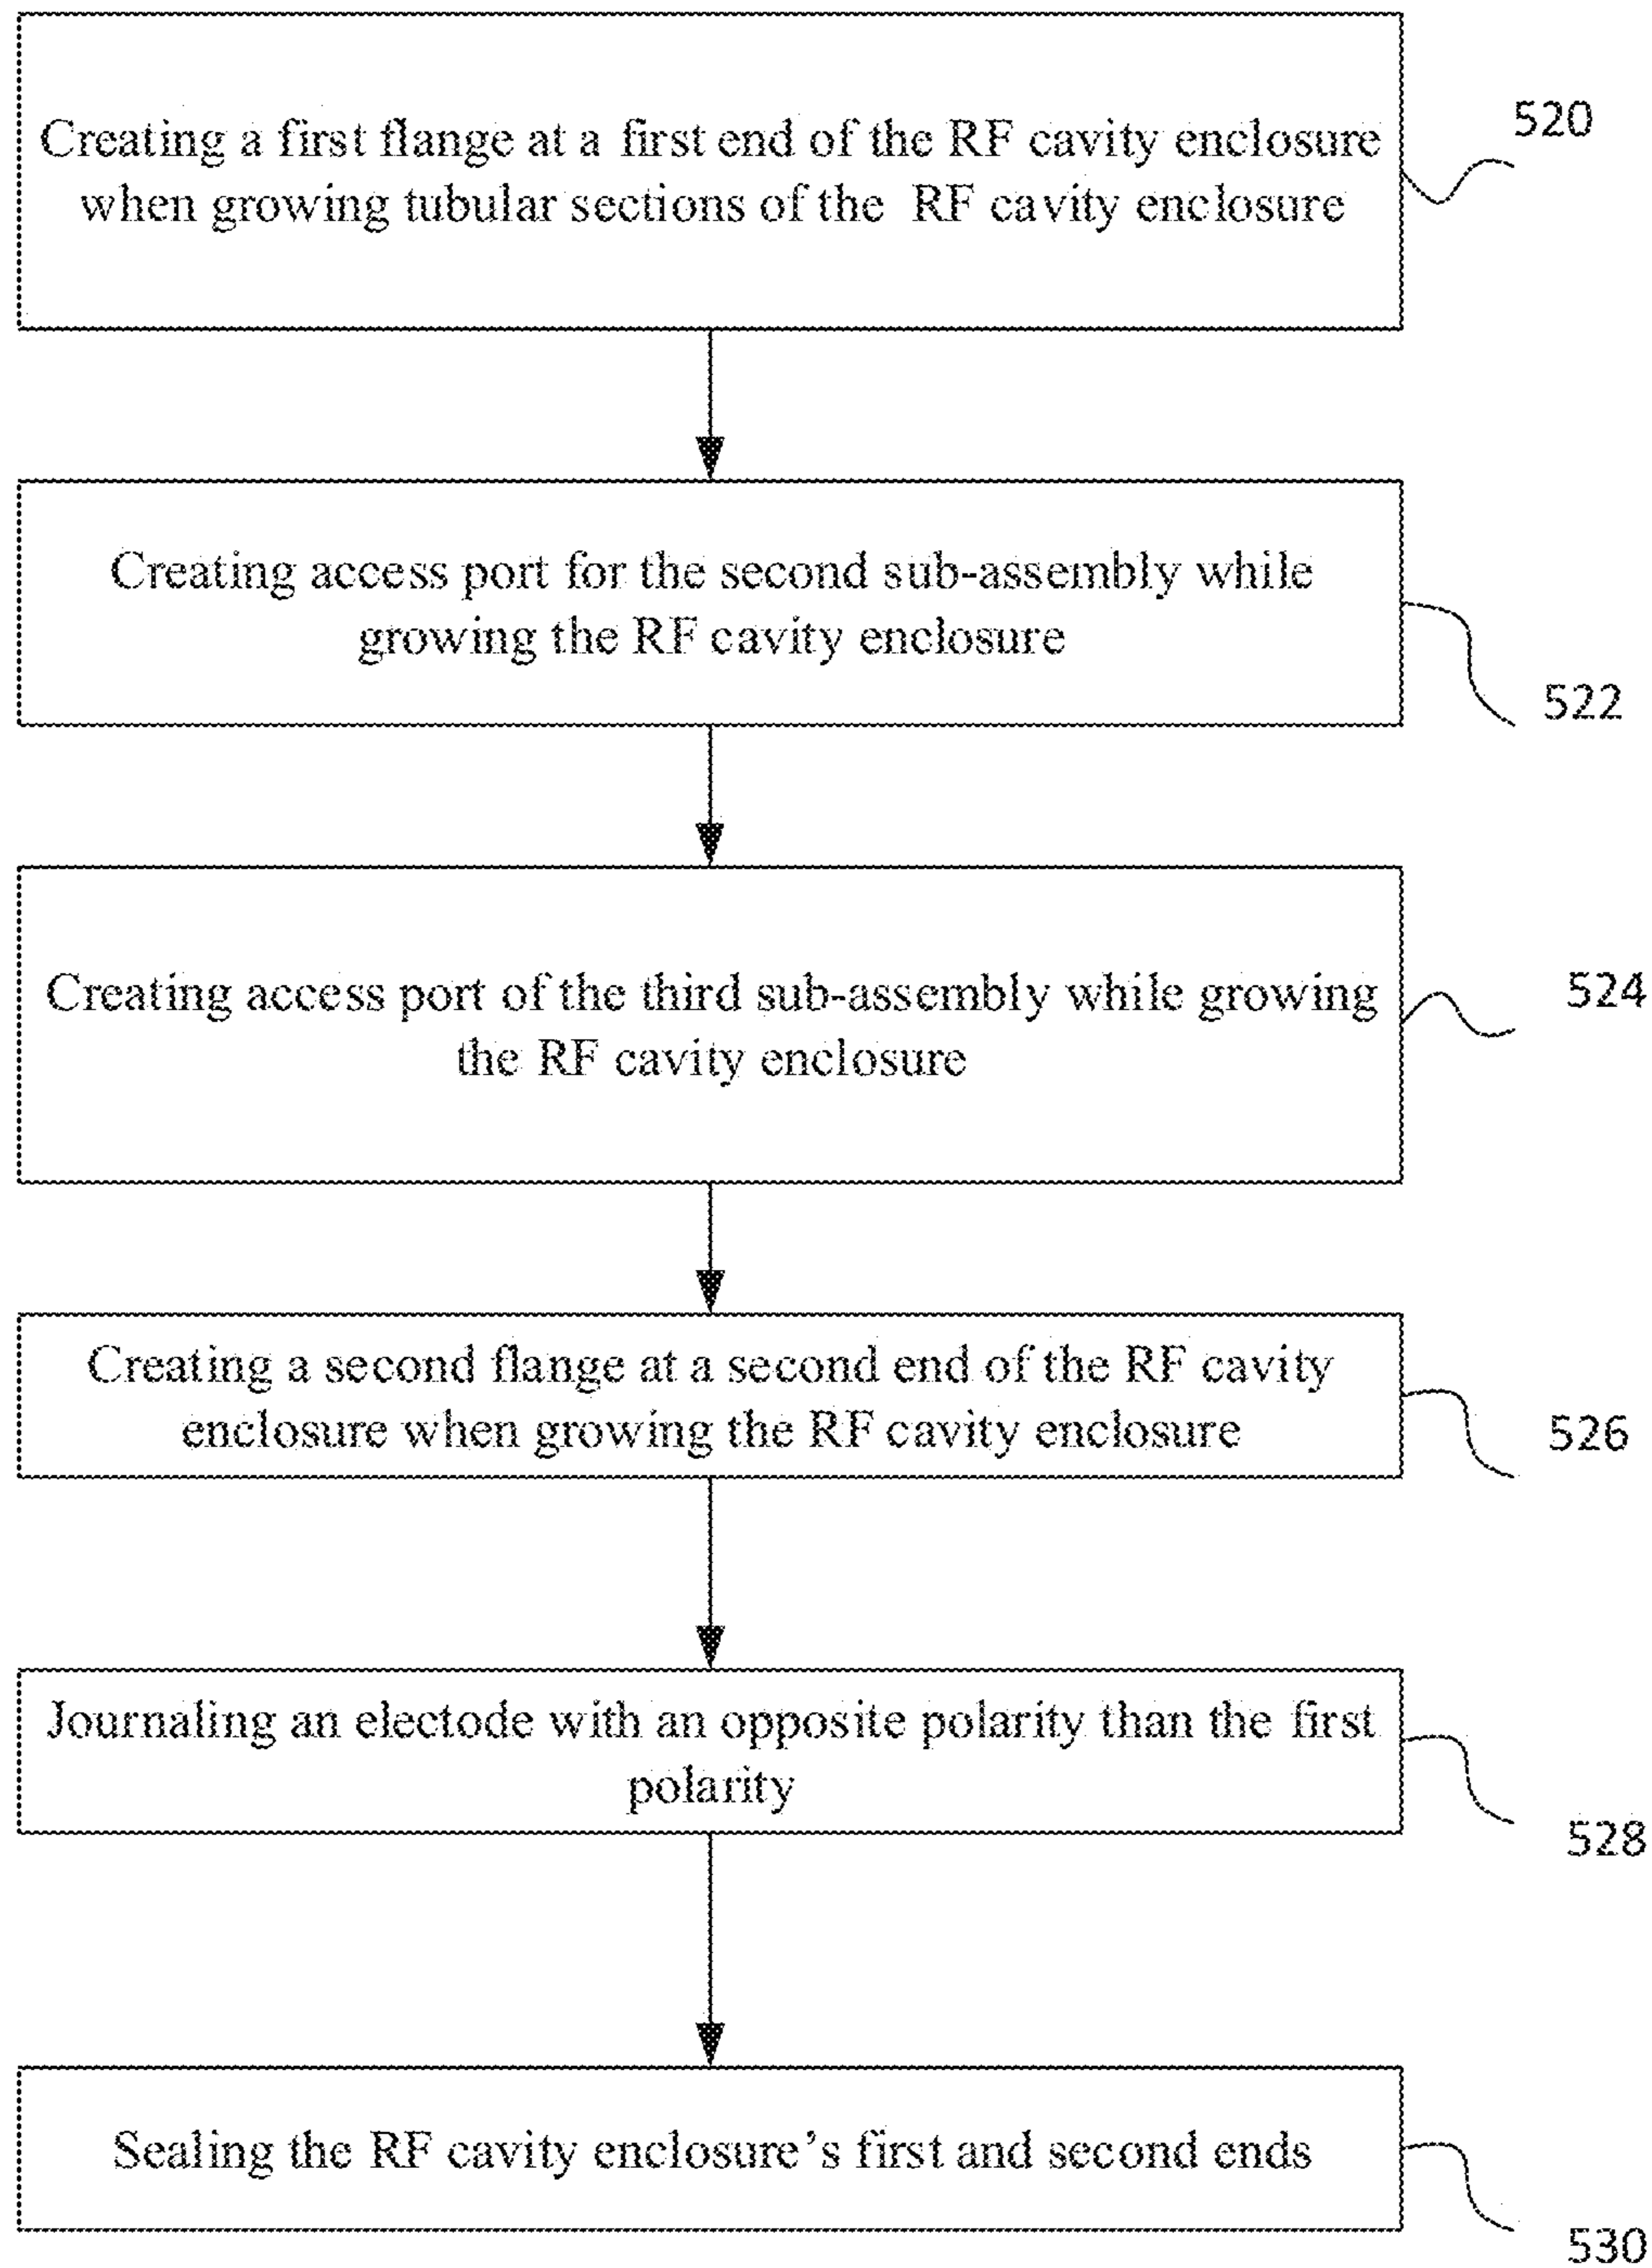 Creating a first flange at a first end of the RF cavity enclosure
when growing tubular sections of the RF cavity enclosure
520
Creating access port for the second sub-assembly while
growing the RF cavity enclosure
522
Creating access port of the third sub-assembly while growing
the RF cavity enclosure
524
Creating a second flange at a second end of the RF cavity
enclosure when growing the RF cavity enclosure
526
Journaling an electode with an opposite polarity than the first
polarity
528
Sealing the RF cavity enclosure's first and second ends
530